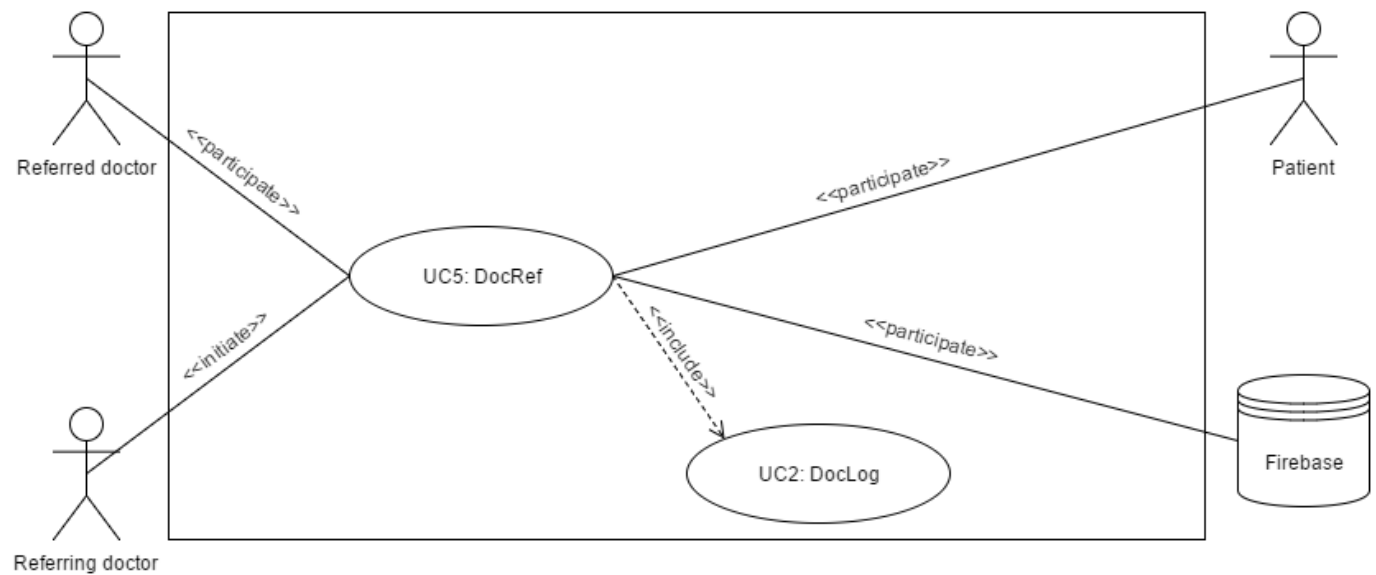 Referred doctor
Patient
<<participate>>
<<participate>>
UC5: DocRef
<<initiate>>
<<include>>
<<participate>>
UC2: DocLog
Firebase
Referring doctor